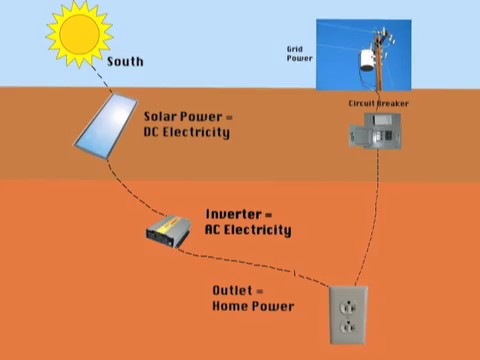 South
Grid
Power
Circuit Breaker
Solar Power =
DC Electricity
Inverter =
AC Electricity
Outlet =
Home Power